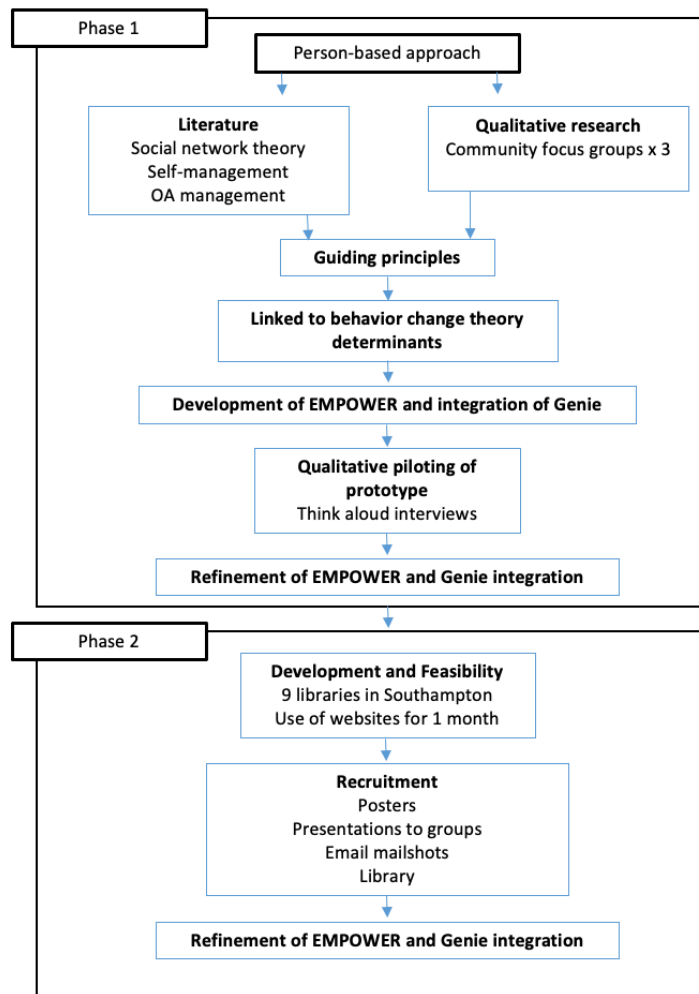 Phase 1
Person-based approach
Literature
Social network theory
Self-management
OA management
Qualitative research
Community focus groups x 3
Guiding principles
Linked to behavior change theory
determinants
Development of EMPOWER and integration of Genie
Qualitative piloting of
prototype
Think aloud interviews
Refinement of EMPOWER and Genie integration
Phase 2
Development and Feasibility
9 libraries in Southampton
Use of websites for 1 month
Recruitment
Posters
Presentations to groups
Email mailshots
Library
Refinement of EMPOWER and Genie integration